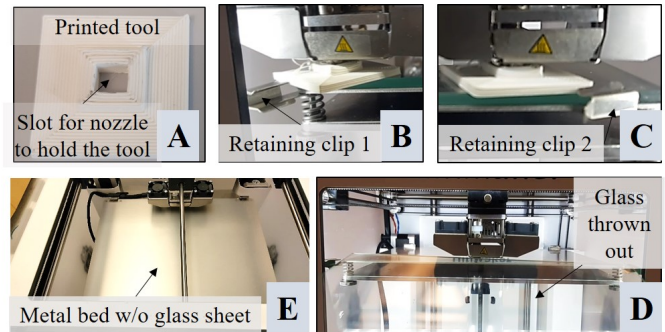 Printed tool
Slot for nozzle
to hold the tool
A
Retaining clip 1
B
Retaining clip 2
C
Metal bed w/o glass sheet
E
Glass
thrown
out
D